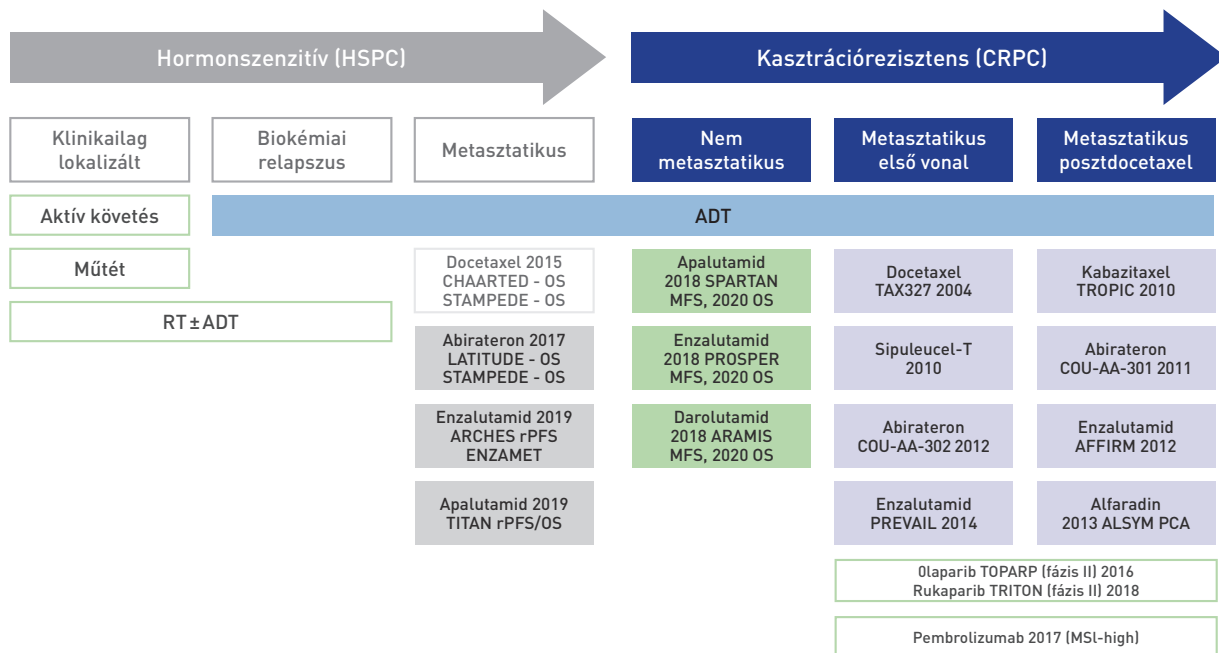 Hormonszenzitív (HSPC)
Kasztrációrezisztens (CRPC)
Klinikailag
lokalizált
Biokémiai
relapszus
Metasztatikus
Nem
metasztatikus
Metasztatikus
első vonal
Metasztatikus
posztdocetaxel
Aktív követés
ADT
Műtét
RT±ADT
Docetaxel 2015
CHAARTED - OS
STAMPEDE - OS
Abirateron 2017
LATITUDE - OS
STAMPEDE - OS
Enzalutamid 2019
ARCHES rPFS
ENZAMET
Apalutamid 2019
TITAN rPFS/OS
Apalutamid
2018 SPARTAN
MFS, 2020 OS
Enzalutamid
2018 PROSPER
MFS, 2020 OS
Darolutamid
2018 ARAMIS
MFS, 2020 OS
Docetaxel
TAX327 2004
Sipuleucel-T
2010
Abirateron
COU-AA-302 2012
Enzalutamid
PREVAIL 2014
Kabazitaxel
TROPIC 2010
Abirateron
COU-AA-301 2011
Enzalutamid
AFFIRM 2012
Alfaradin
2013 ALSYM PCA
0laparib TOPARP (fázis II) 2016
Rukaparib TRITON (fázis II) 2018
Pembrolizumab 2017 (MSl-high)